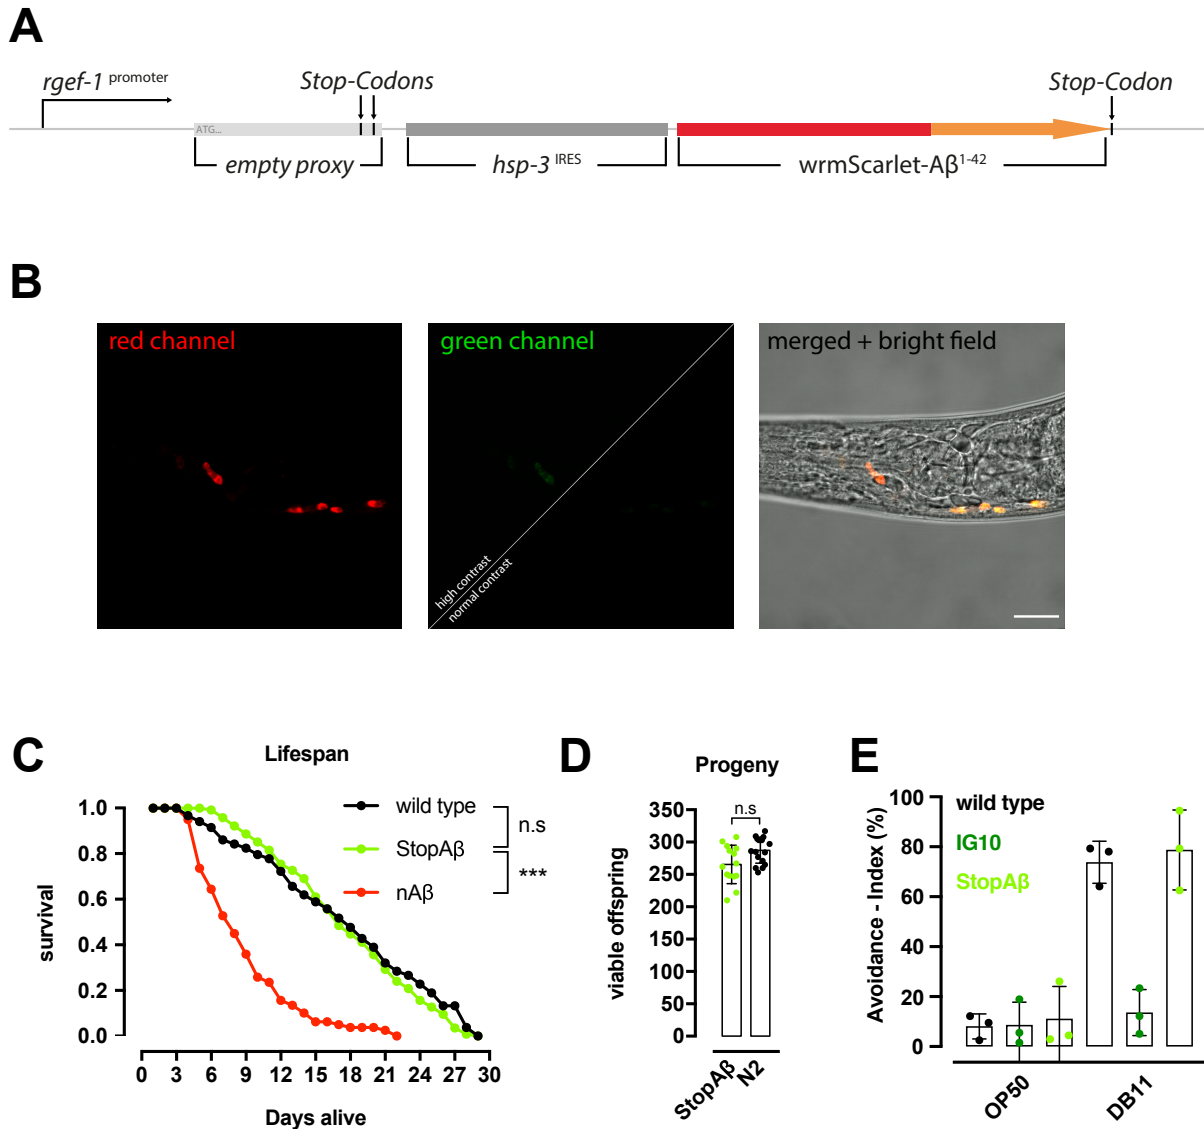 A
rgef-1 promoter
Stop-Codons
Stop-Codon
ATG...
empty proxy
hsp-3 IRES
wrmScarlet-Aβ1-42
B
red channel
green channel
merged + bright field
high contrast
normal contrast
C
Lifespan
wild type
StopAβ
nAβ
n.s
***
survival
1.0
0.8
0.6
0.4
0.2
0.0
0 3 6 9 12 15 18 21 24 27 30
Days alive
D
Progeny
n.s
viable offspring
350
300
250
200
150
100
50
0
StopAβ
N2
E
wild type
IG10
StopAβ
Avoidance - Index (%)
100
80
60
40
20
0
OP50
DB11